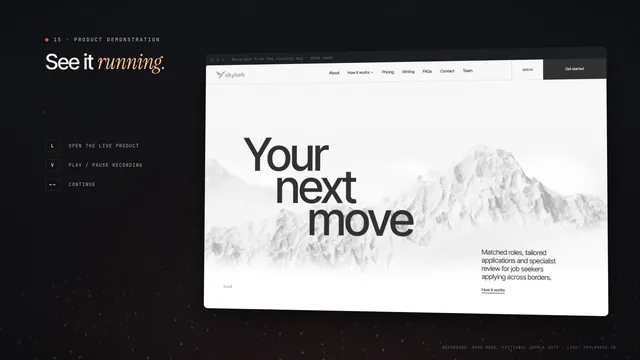 15 · PRODUCT DEMONSTRATION
See it running.
L OPEN THE LIVE PRODUCT
V PLAY / PAUSE RECORDING
CONTINUE
skylark
About How it works Pricing Writing FAQs Contact Team
Sign in
Get started
Your
next
move
Matched roles, tailored
applications and specialist
review for job seekers
applying across borders.
How it works
Scroll